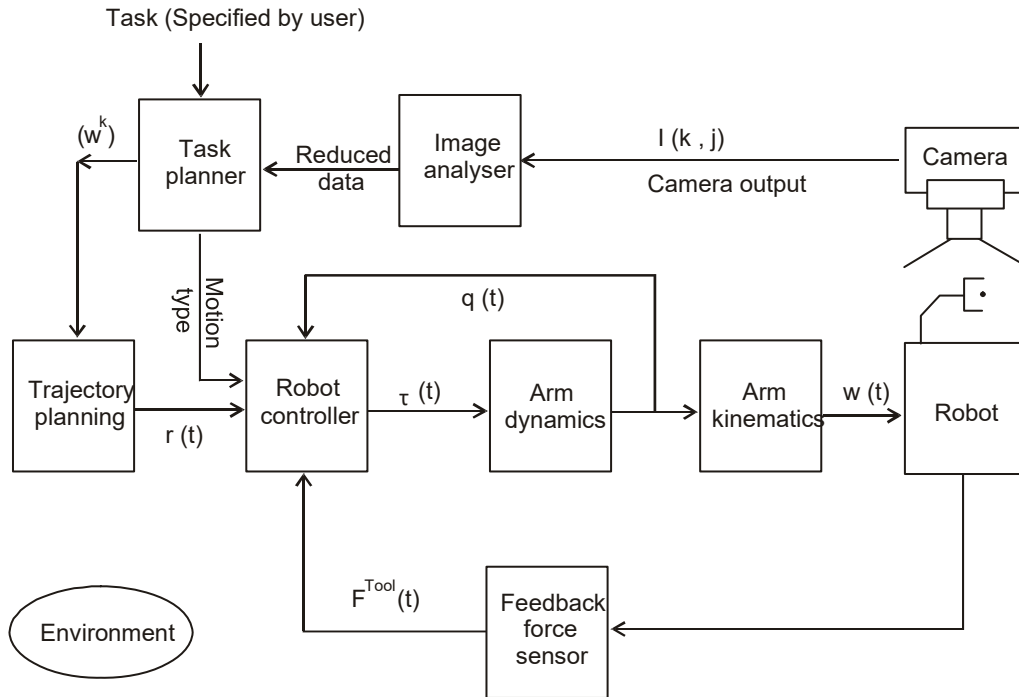 Task (Specified by user)
(w^k)
Task
planner
Reduced
data
Image
analyser
I (k , j)
Camera output
Camera
Motion
type
q (t)
Trajectory
planning
r (t)
Robot
controller
τ (t)
Arm
dynamics
Arm
kinematics
w (t)
Robot
F^Tool (t)
Feedback
force
sensor
Environment